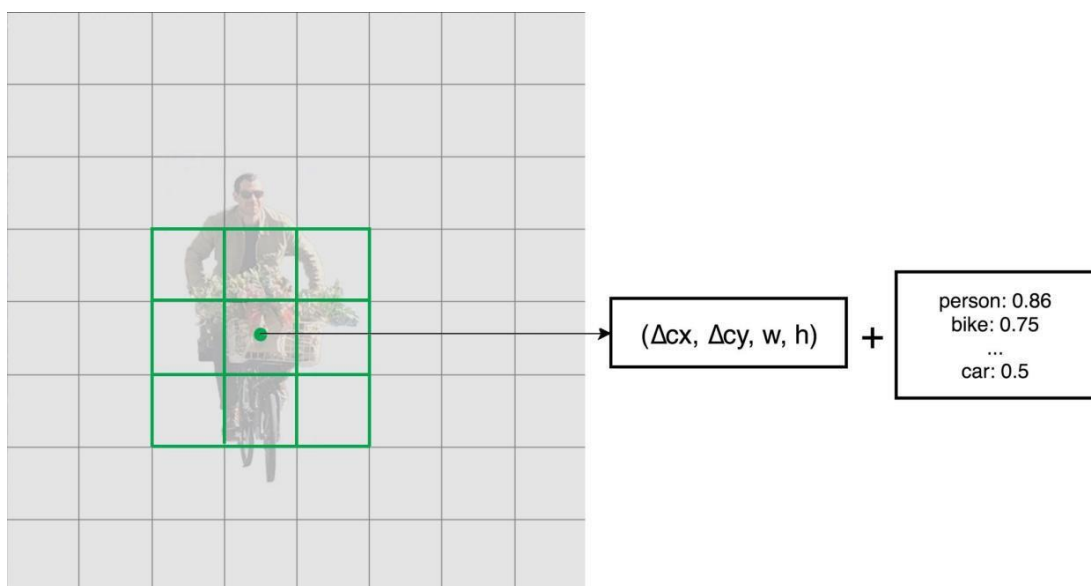 (Δcx, Δcy, w, h)
+
person: 0.86
bike: 0.75
...
car: 0.5